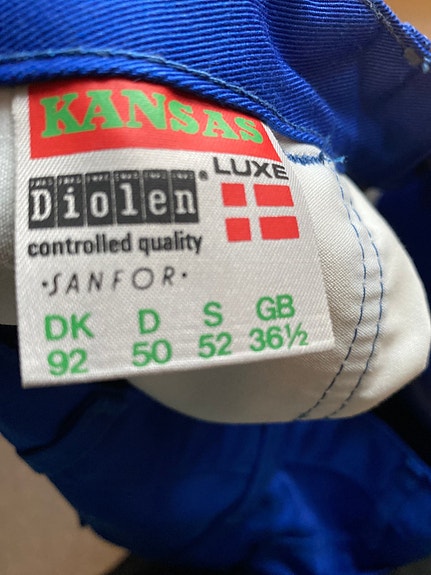 KANSAS
LUXE
Diolen®
controlled quality
·SANFOR·
DK D S GB
92 50 52 36½